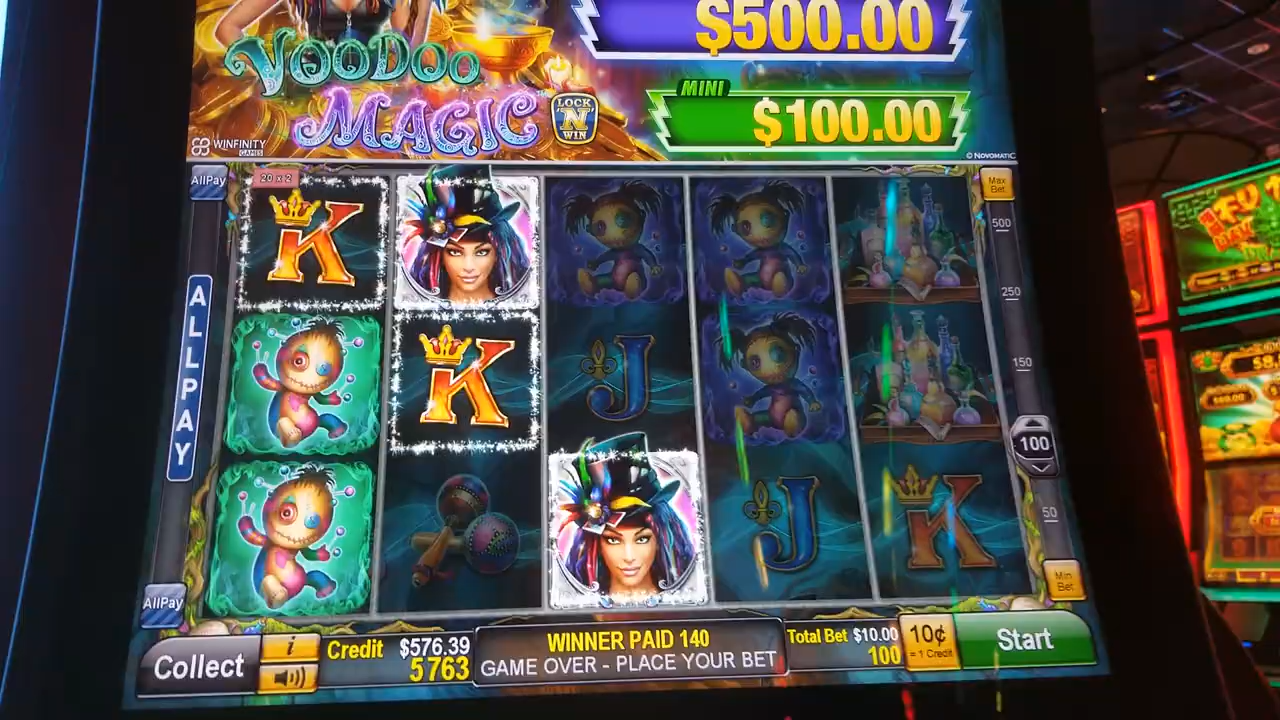 $500.00
VOODOO
MAGIC
LOCK
'N
WIN
MINI
$100.00
WINFINITY
GAMES
© NOVOMATIC
AllPay
20 x 2
Max
Bet
K
500
250
ALLPAY
K
J
150
100
J
K
50
AllPay
Min
Bet
Collect
i
Credit
$576.39
5763
WINNER PAID 140
GAME OVER - PLACE YOUR BET
Total Bet $10.00
100
10¢
= 1 Credit
Start